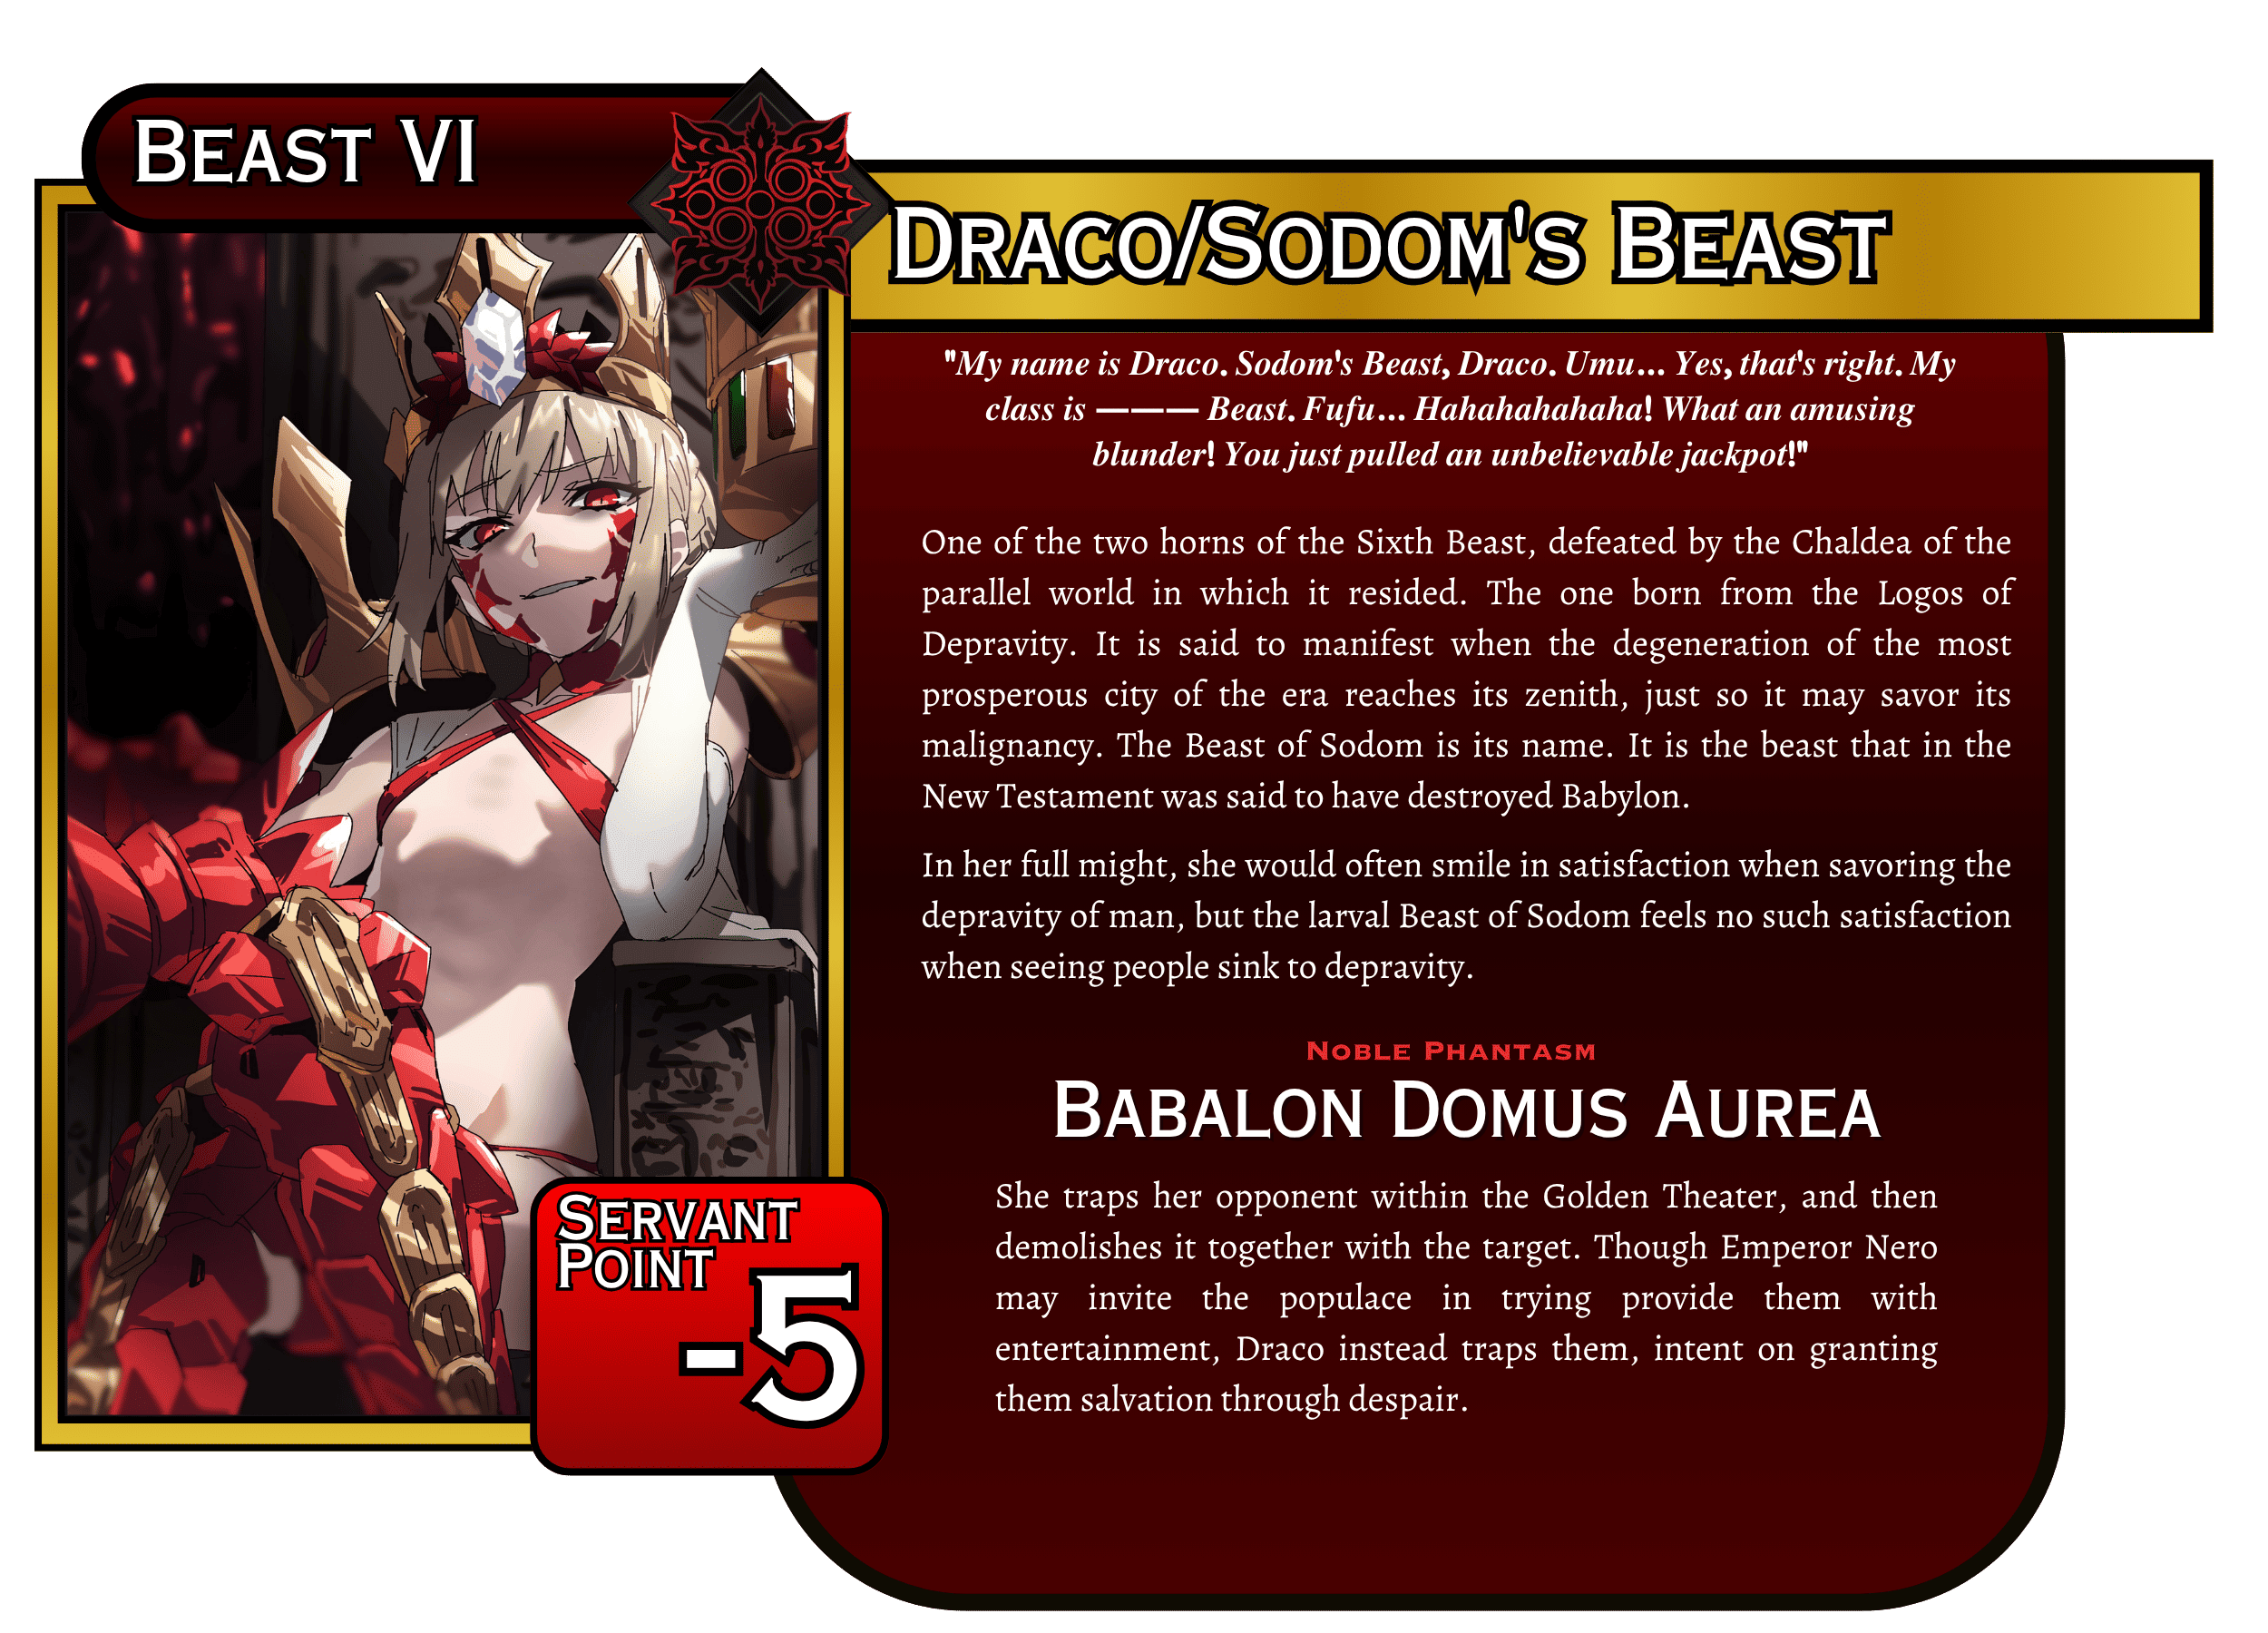 BEAST VI
DRACO/SODOM'S BEAST
"My name is Draco. Sodom's Beast, Draco. Umu... Yes, that's right. My
class is ——— Beast. Fufu... Hahahahahaha! What an amusing
blunder! You just pulled an unbelievable jackpot!"
One of the two horns of the Sixth Beast, defeated by the Chaldea of the
parallel world in which it resided. The one born from the Logos of
Depravity. It is said to manifest when the degeneration of the most
prosperous city of the era reaches its zenith, just so it may savor its
malignancy. The Beast of Sodom is its name. It is the beast that in the
New Testament was said to have destroyed Babylon.
In her full might, she would often smile in satisfaction when savoring the
depravity of man, but the larval Beast of Sodom feels no such satisfaction
when seeing people sink to depravity.
NOBLE PHANTASM
BABALON DOMUS AUREA
She traps her opponent within the Golden Theater, and then
demolishes it together with the target. Though Emperor Nero
may invite the populace in trying provide them with
entertainment, Draco instead traps them, intent on granting
them salvation through despair.
SERVANT
POINT
-5